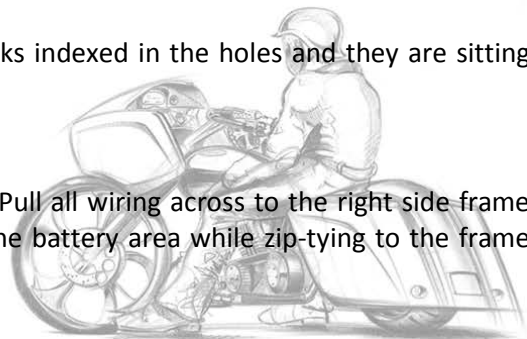 ks indexed in the holes and they are sitting
Pull all wiring across to the right side frame
he battery area while zip-tying to the frame